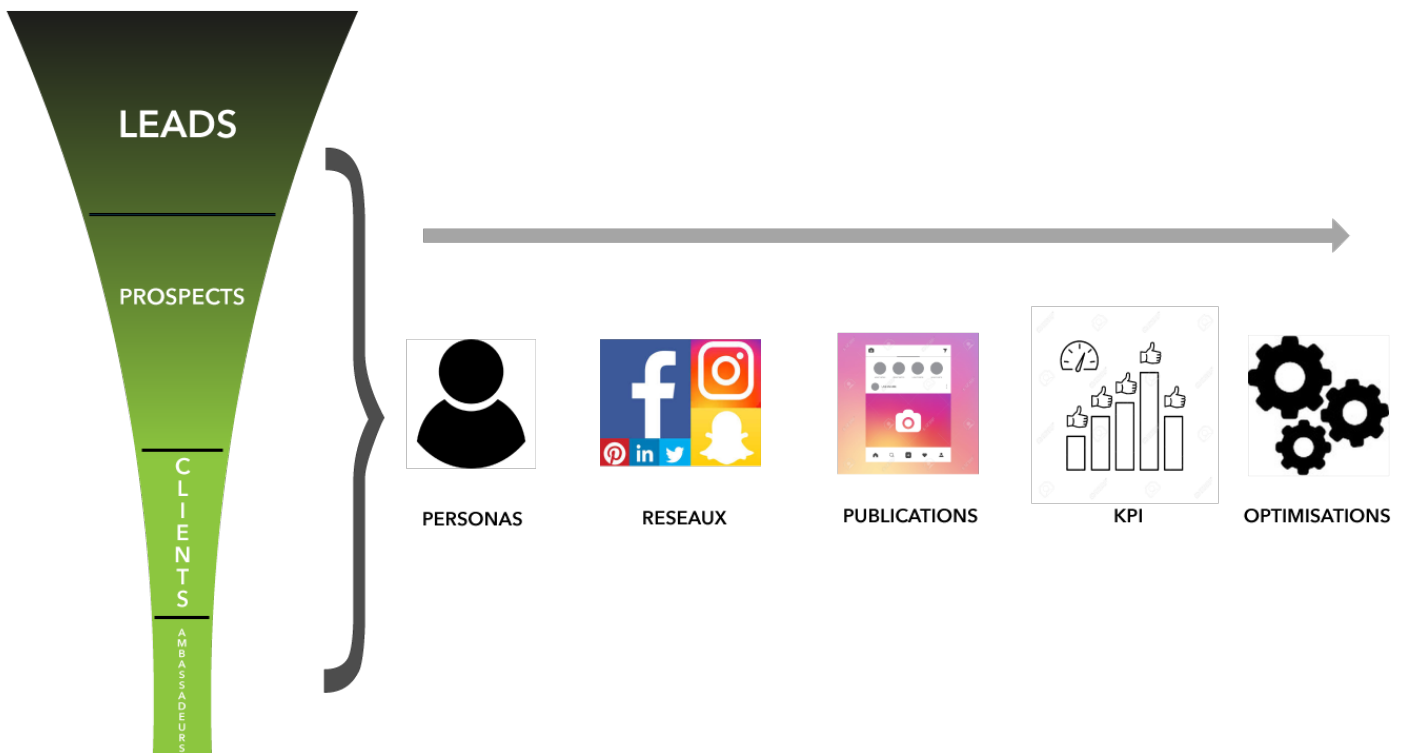 LEADS
PROSPECTS
CLIENTS
AMBASSADEURS
PERSONAS
RESEAUX
PUBLICATIONS
KPI
OPTIMISATIONS